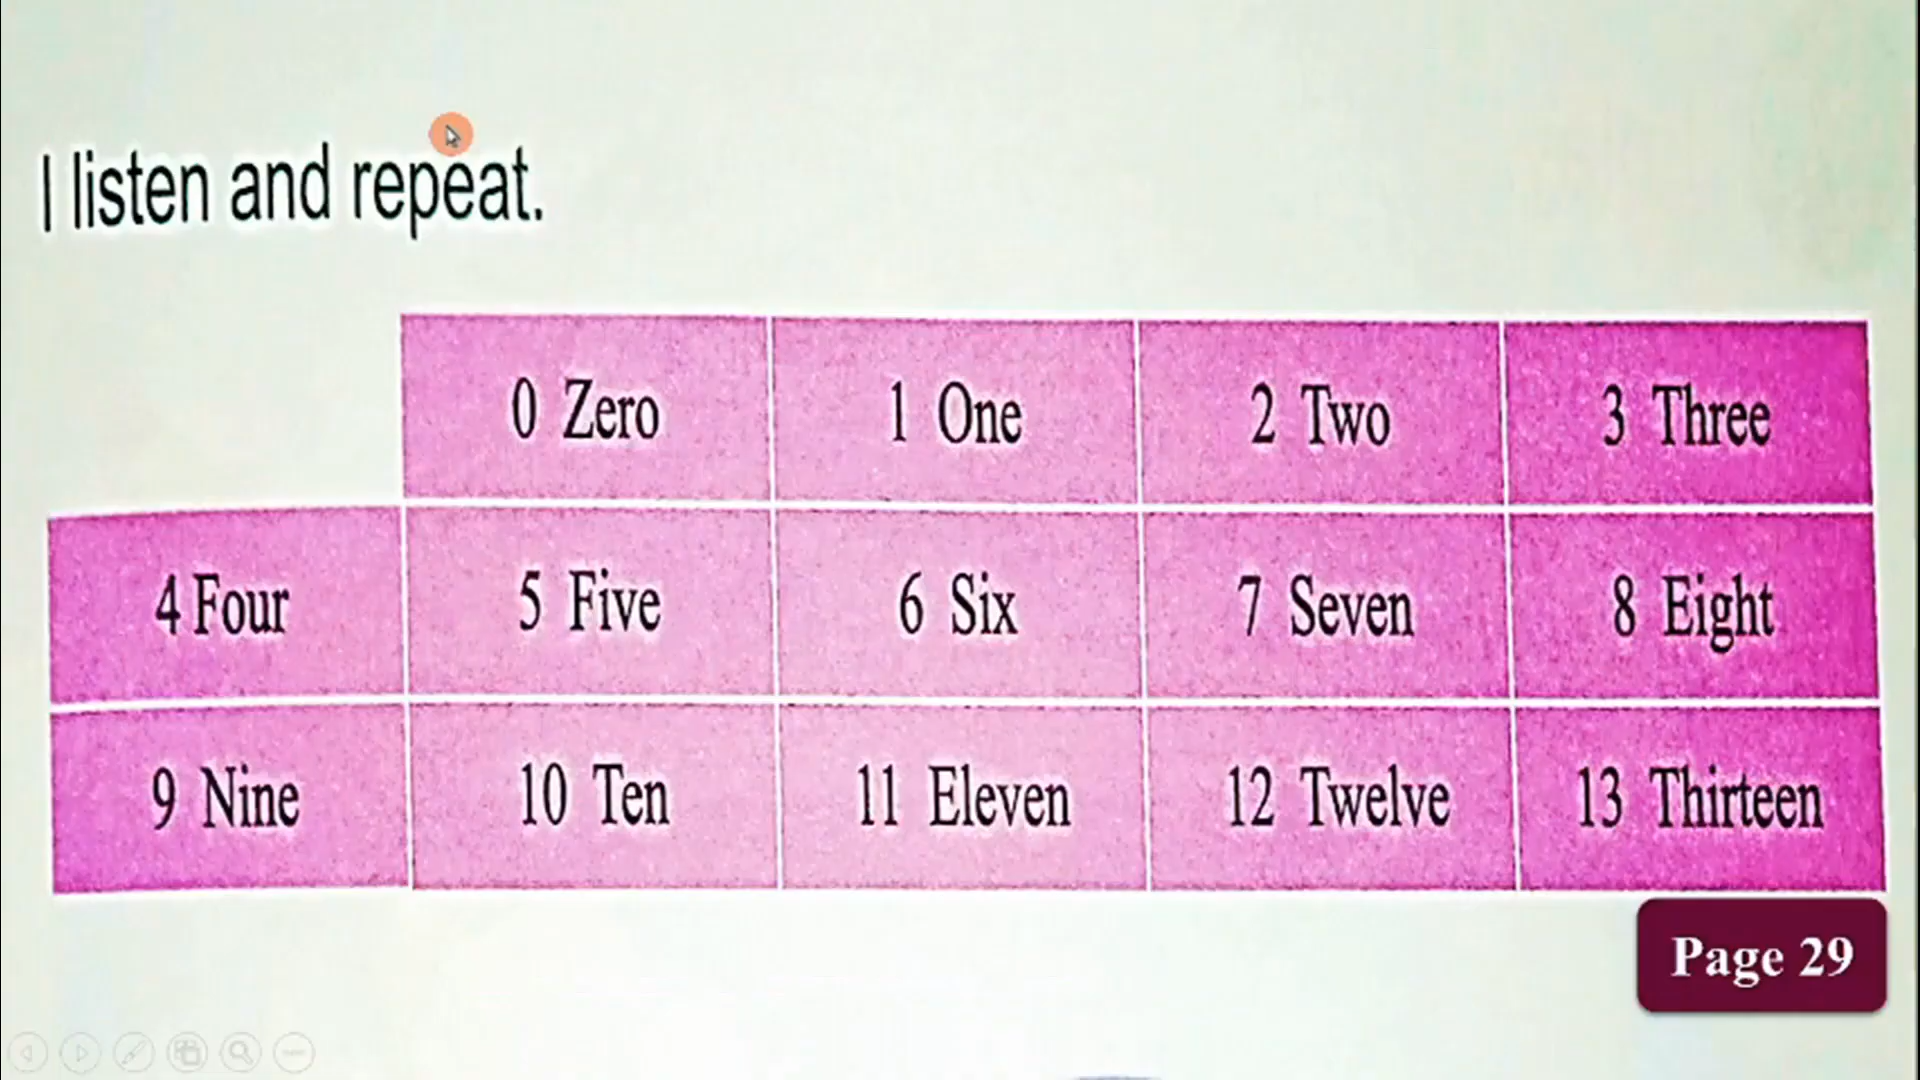 I listen and repeat.
0 Zero 1 One 2 Two 3 Three
4 Four 5 Five 6 Six 7 Seven 8 Eight
9 Nine 10 Ten 11 Eleven 12 Twelve 13 Thirteen
Page 29